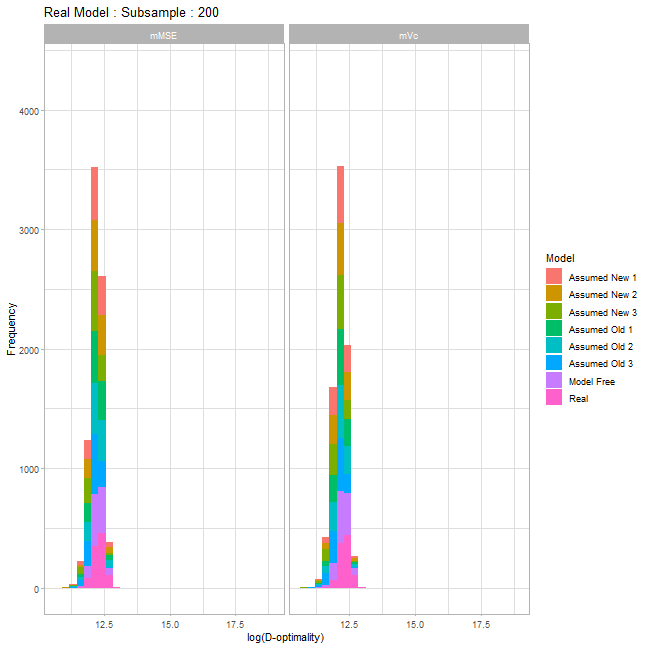 Real Model : Subsample : 200
mMSE
mVc
4000
3000
2000
1000
0
Frequency
12.5
15.0
17.5
12.5
15.0
17.5
log(D-optimality)
Model
Assumed New 1
Assumed New 2
Assumed New 3
Assumed Old 1
Assumed Old 2
Assumed Old 3
Model Free
Real